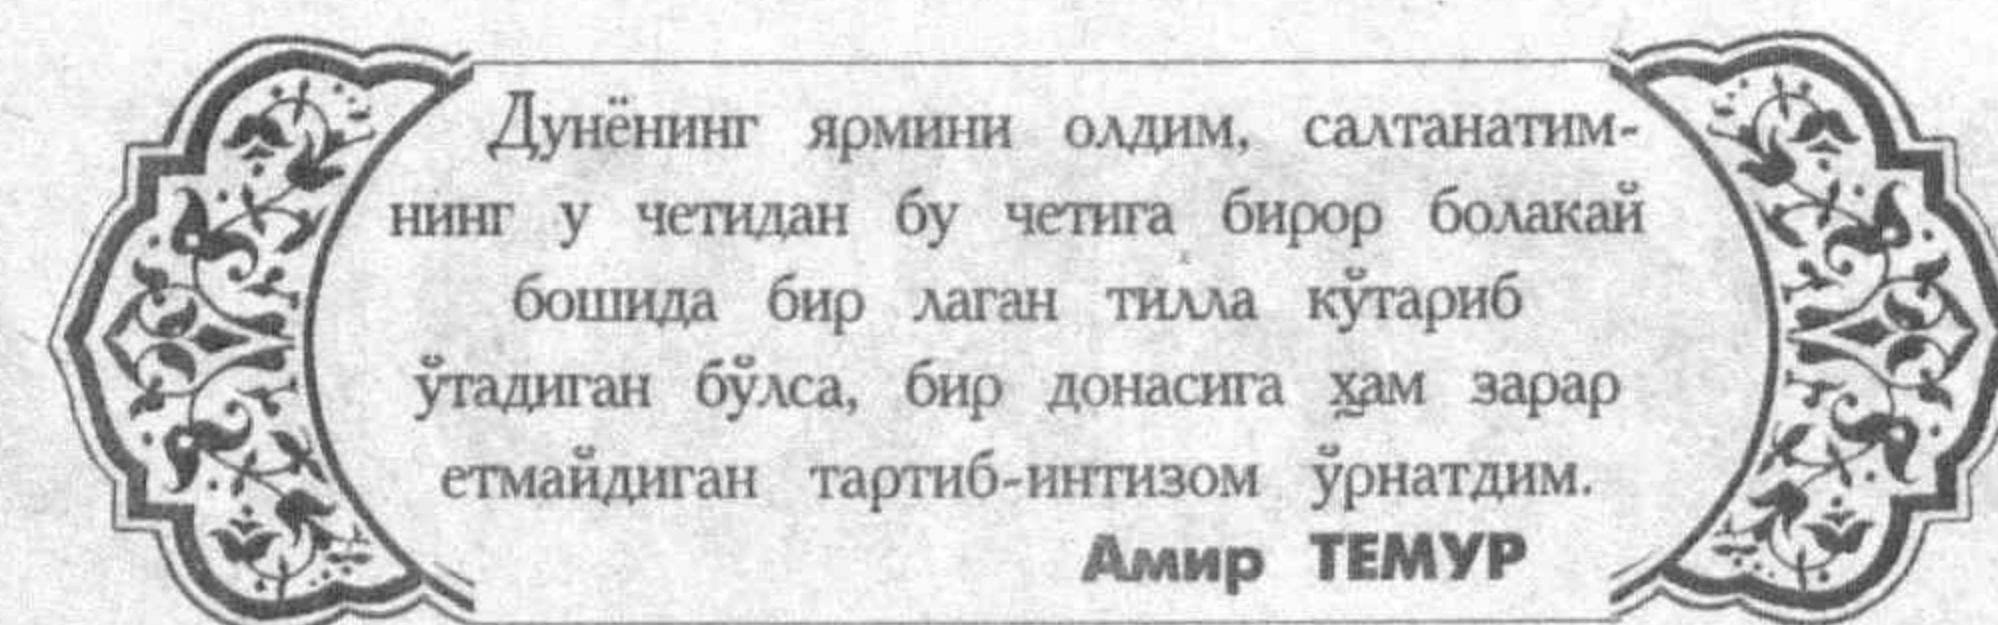 Дунёнинг ярмини олдим, салтанатим-
нинг у четидан бу четига бирор болакай
бошида бир лаган тилла кўтариб
ўтадиган бўлса, бир донасига ҳам зарар
етмайдиган тартиб-интизом ўрнатдим.
Амир ТЕМУР